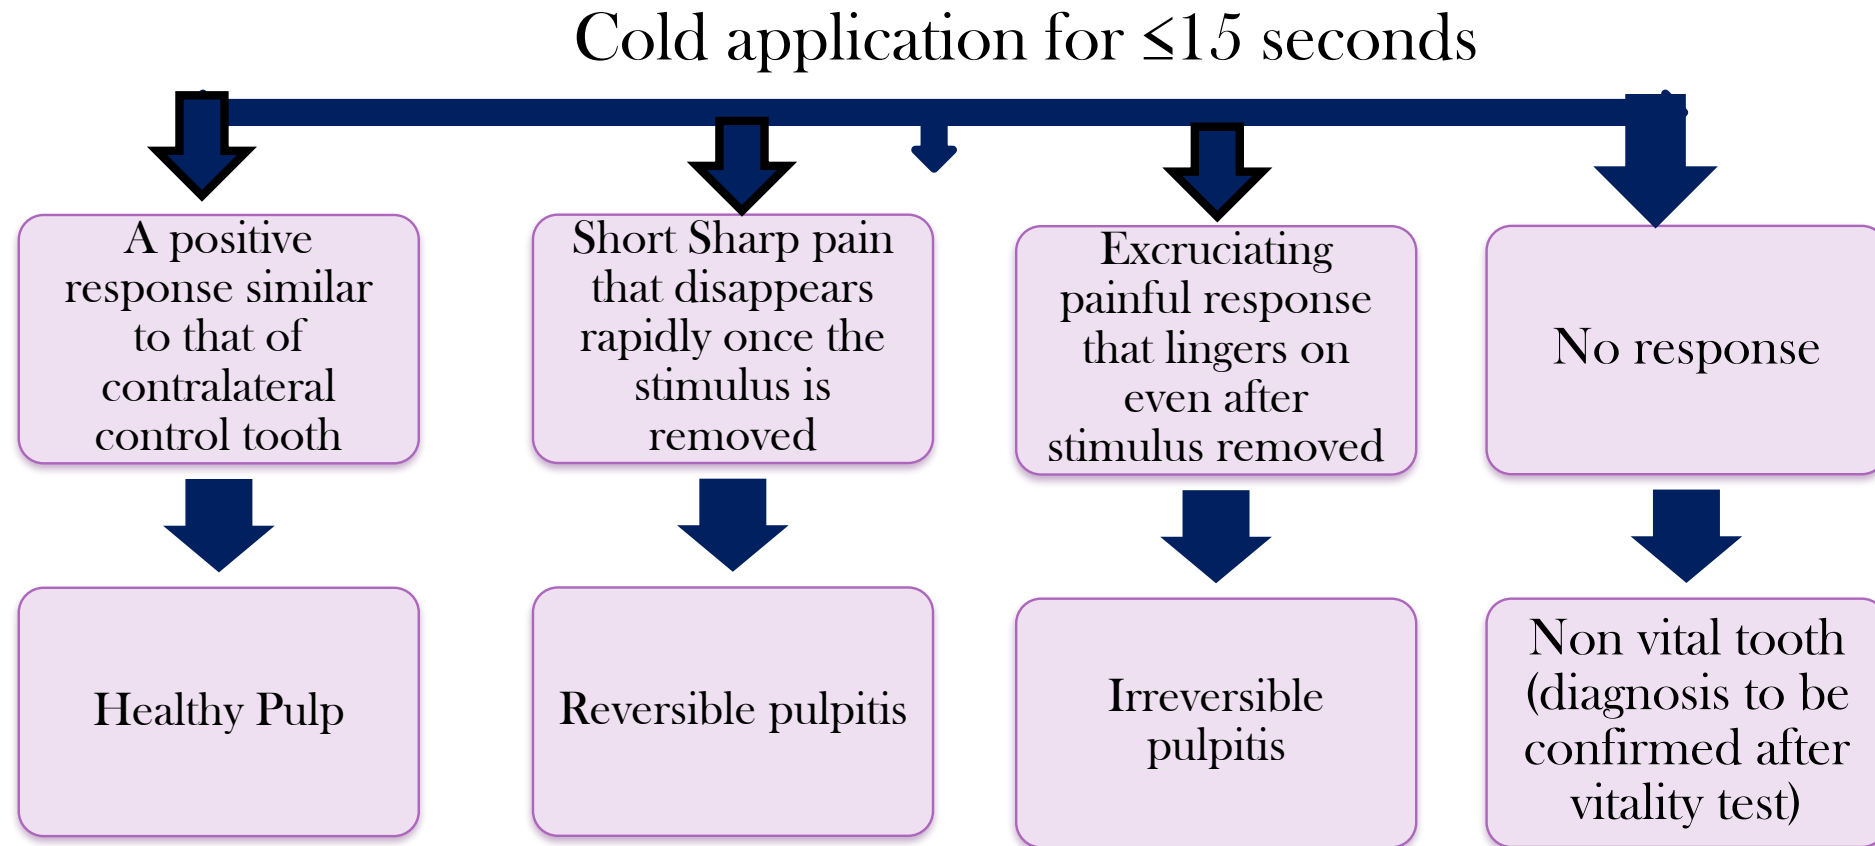 Cold application for ≤15 seconds
A positive
response similar
to that of
contralateral
control tooth
Short Sharp pain
that disappears
rapidly once the
stimulus is
removed
Excruciating
painful response
that lingers on
even after
stimulus removed
No response
Healthy Pulp
Reversible pulpitis
Irreversible
pulpitis
Non vital tooth
(diagnosis to be
confirmed after
vitality test)